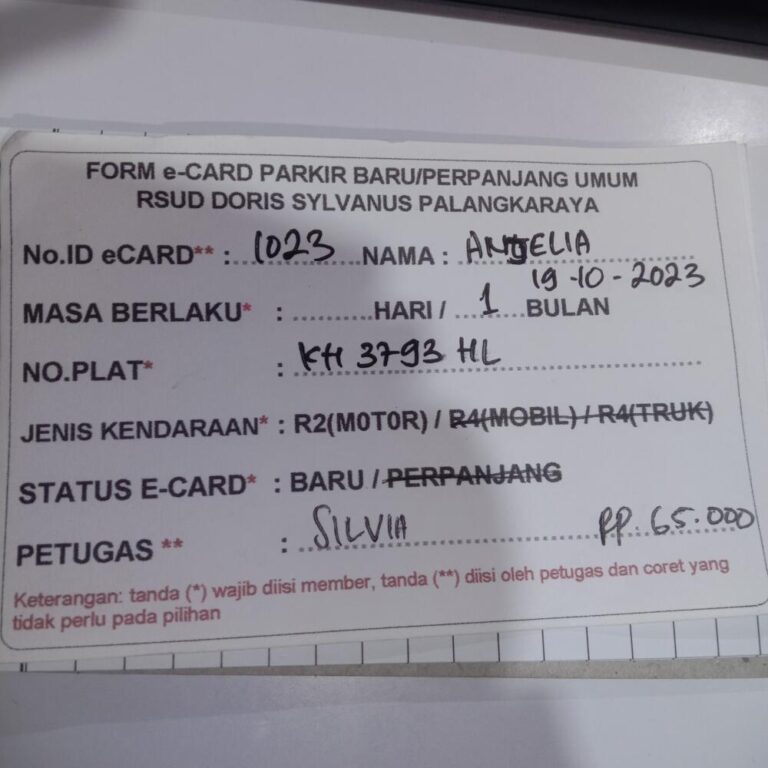 FORM e-CARD PARKIR BARU/PERPANJANG UMUM
RSUD DORIS SYLVANUS PALANGKARAYA
No.ID eCARD** : 1023 NAMA : ANJELIA
19-10-2023
MASA BERLAKU* : ............HARI / ....1....BULAN
NO.PLAT* : KH 3793 HL
JENIS KENDARAAN* : R2(M0T0R) / R4(MOBIL) / R4(TRUK)
STATUS E-CARD* : BARU / PERPANJANG
PETUGAS ** : SILVIA RP. 65.000
Keterangan: tanda (*) wajib diisi member, tanda (**) diisi oleh petugas dan coret yang
tidak perlu pada pilihan